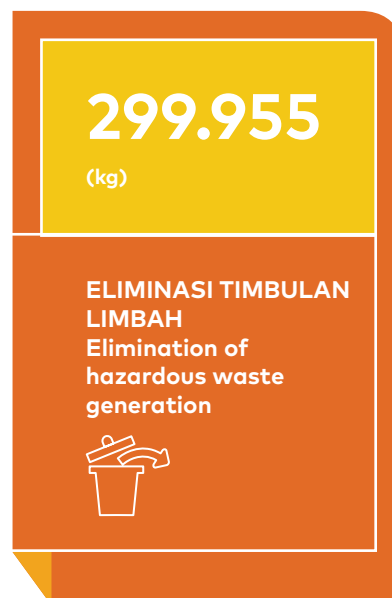 299.955
(kg)
ELIMINASI TIMBULAN
LIMBAH
Elimination of
hazardous waste
generation